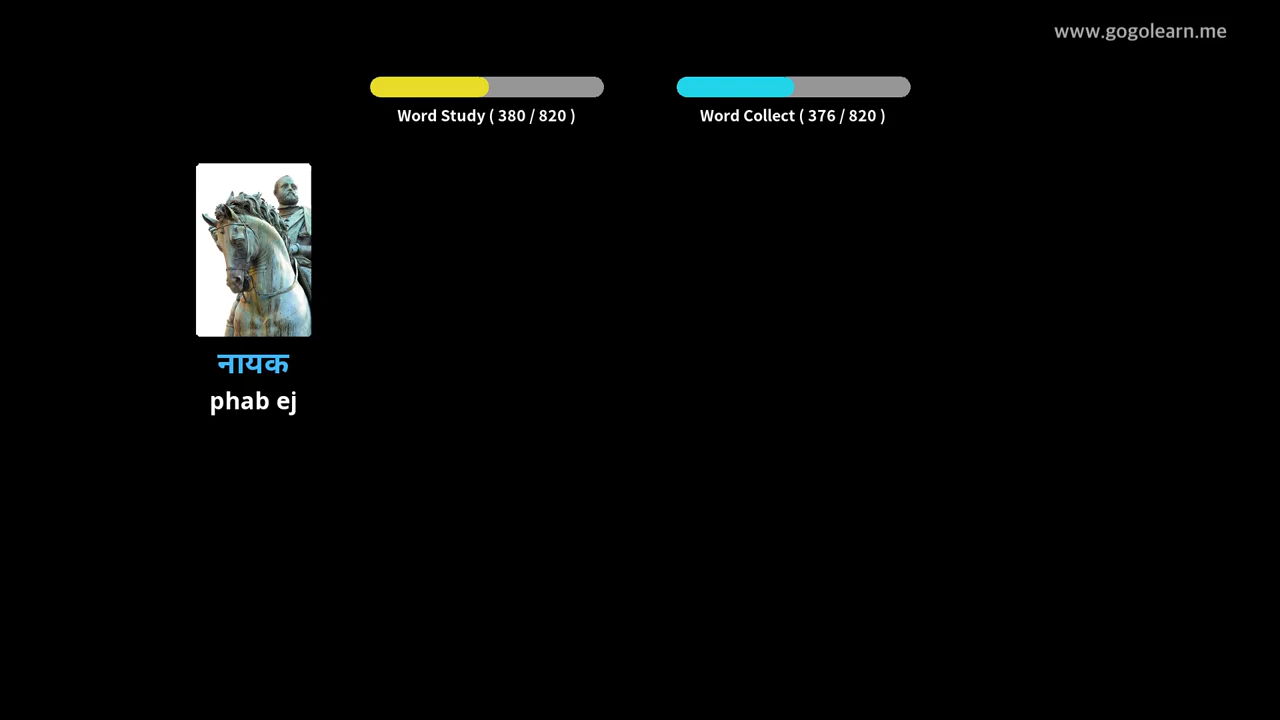 www.gogolearn.me
Word Study ( 380 / 820 )
Word Collect ( 376 / 820 )
नायक
phab ej